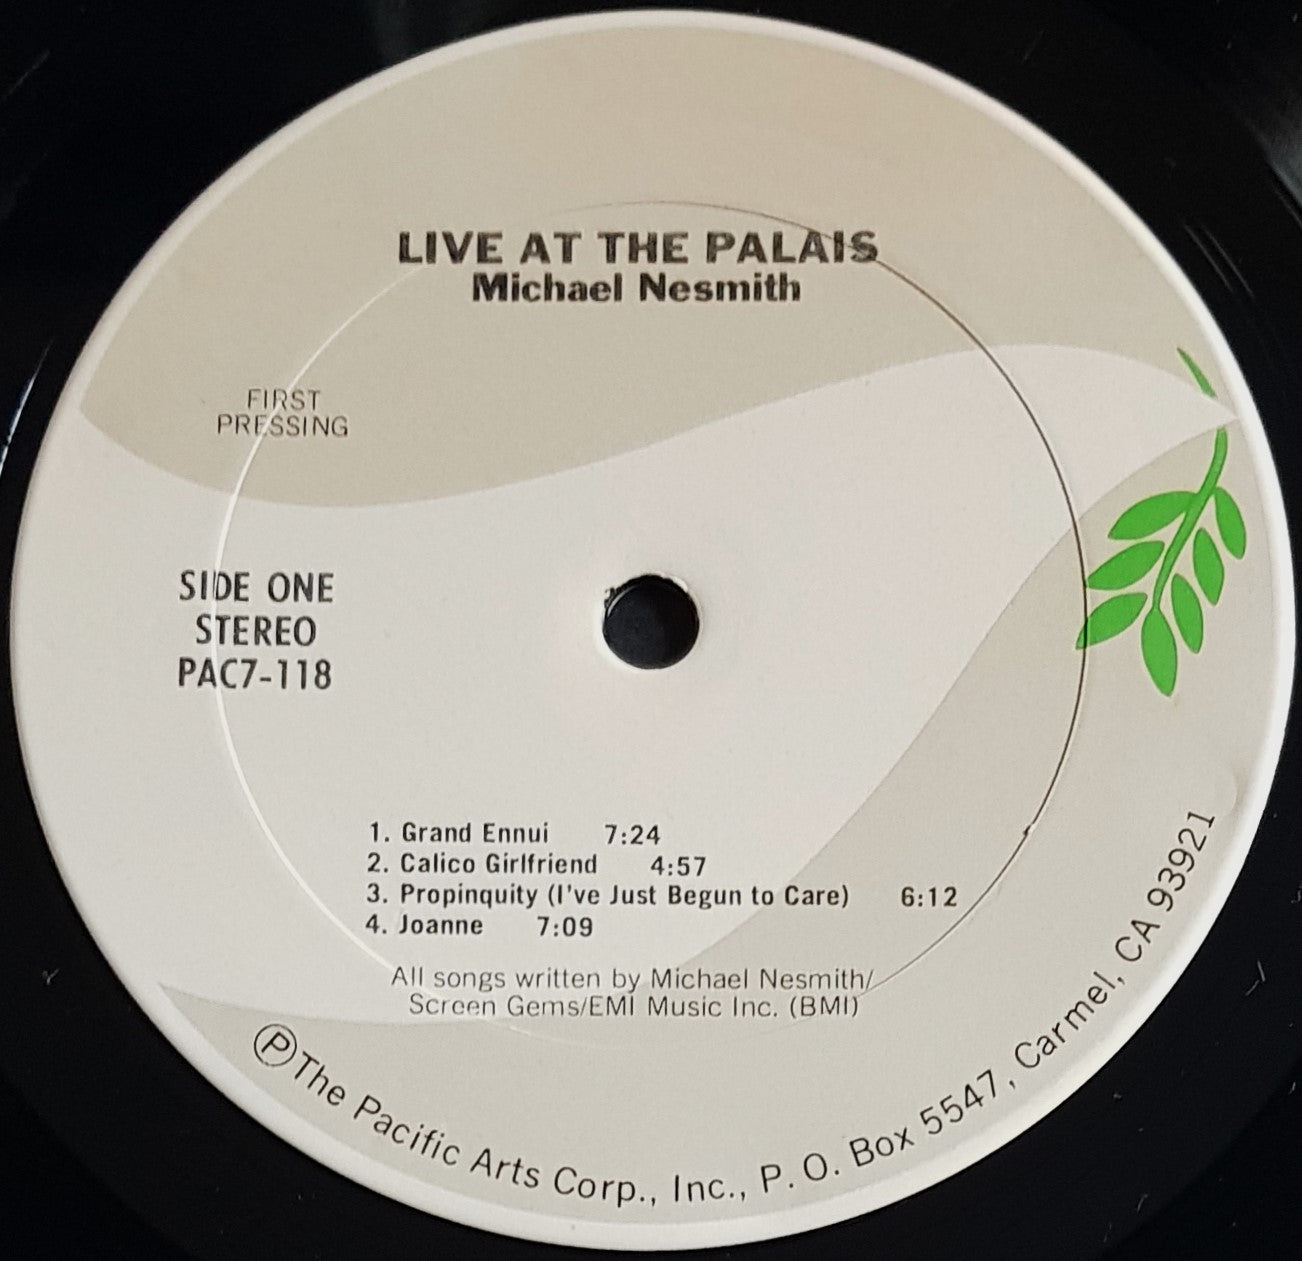 LIVE AT THE PALAIS
Michael Nesmith
FIRST
PRESSING
SIDE ONE
STEREO
PAC7-118
1. Grand Ennui 7:24
2. Calico Girlfriend 4:57
3. Propinquity (I've Just Begun to Care) 6:12
4. Joanne 7:09
All songs written by Michael Nesmith/
Screen Gems/EMI Music Inc. (BMI)
Ⓟ The Pacific Arts Corp., Inc., P. O. Box 5547, Carmel, CA 93921